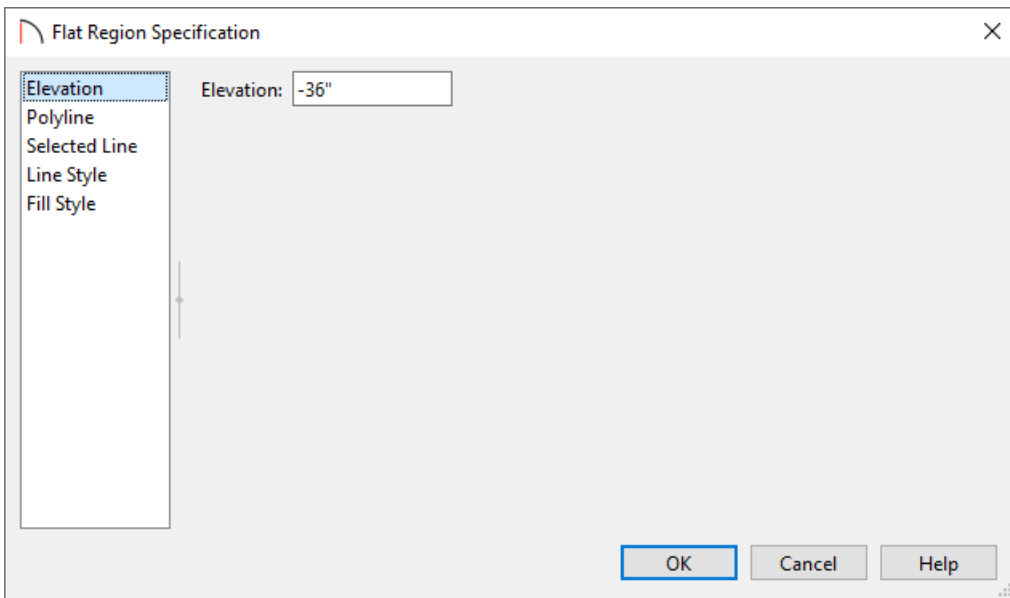 Flat Region Specification
Elevation
Elevation: -36"
Polyline
Selected Line
Line Style
Fill Style
OK Cancel Help